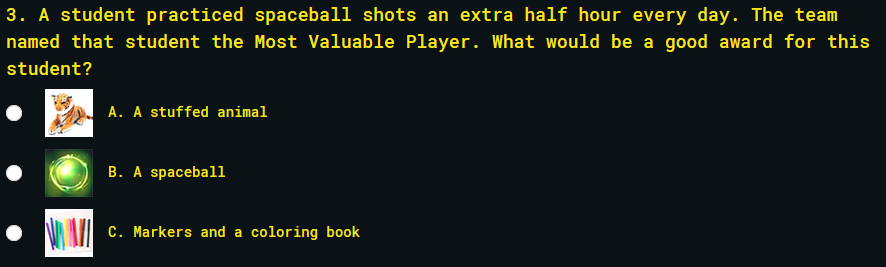 3. A student practiced spaceball shots an extra half hour every day. The team
named that student the Most Valuable Player. What would be a good award for this
student?
A. A stuffed animal
B. A spaceball
C. Markers and a coloring book